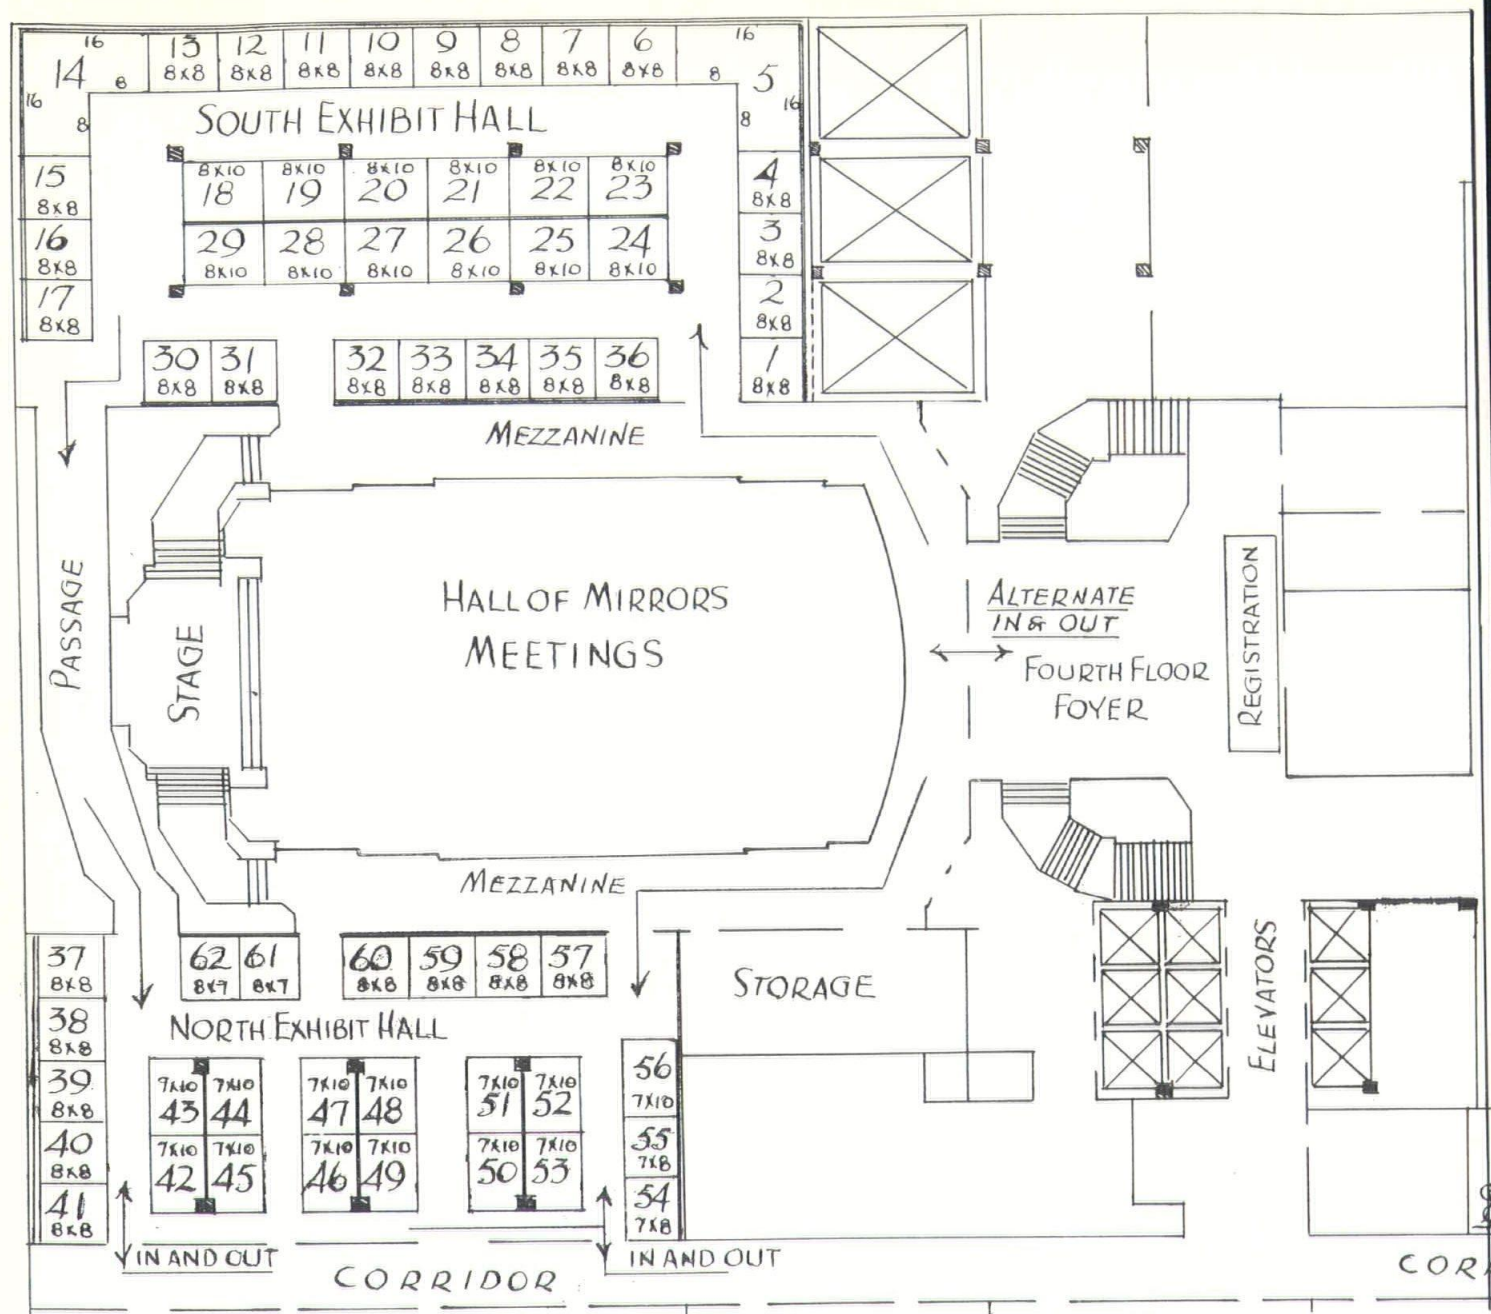 16 13 12 11 10 9 8 7 6 16
14 8 8x8 8x8 8x8 8x8 8x8 8x8 8x8 8x8 8 5
16 8 8 16
SOUTH EXHIBIT HALL
8x10 8x10 8x10 8x10 8x10 8x10
15 18 19 20 21 22 23 4
8x8 8x8
16 29 28 27 26 25 24 3
8x8 8x10 8x10 8x10 8x10 8x10 8x10 8x8
17 2
8x8 8x8
30 31 32 33 34 35 36 1
8x8 8x8 8x8 8x8 8x8 8x8 8x8 8x8
MEZZANINE
PASSAGE
STAGE
HALL OF MIRRORS
MEETINGS
ALTERNATE
IN & OUT
FOURTH FLOOR
FOYER
REGISTRATION
MEZZANINE
37 62 61 60 59 58 57
8x8 8x7 8x7 8x8 8x8 8x8 8x8
STORAGE
ELEVATORS
38 NORTH EXHIBIT HALL
8x8
39 7x10 7x10 7x10 7x10 7x10 7x10 56
8x8 43 44 47 48 51 52 7x10
40 7x10 7x10 7x10 7x10 7x10 7x10 55
8x8 42 45 46 49 50 53 7x8
41 54
8x8 7x8
IN AND OUT IN AND OUT
CORRIDOR COR